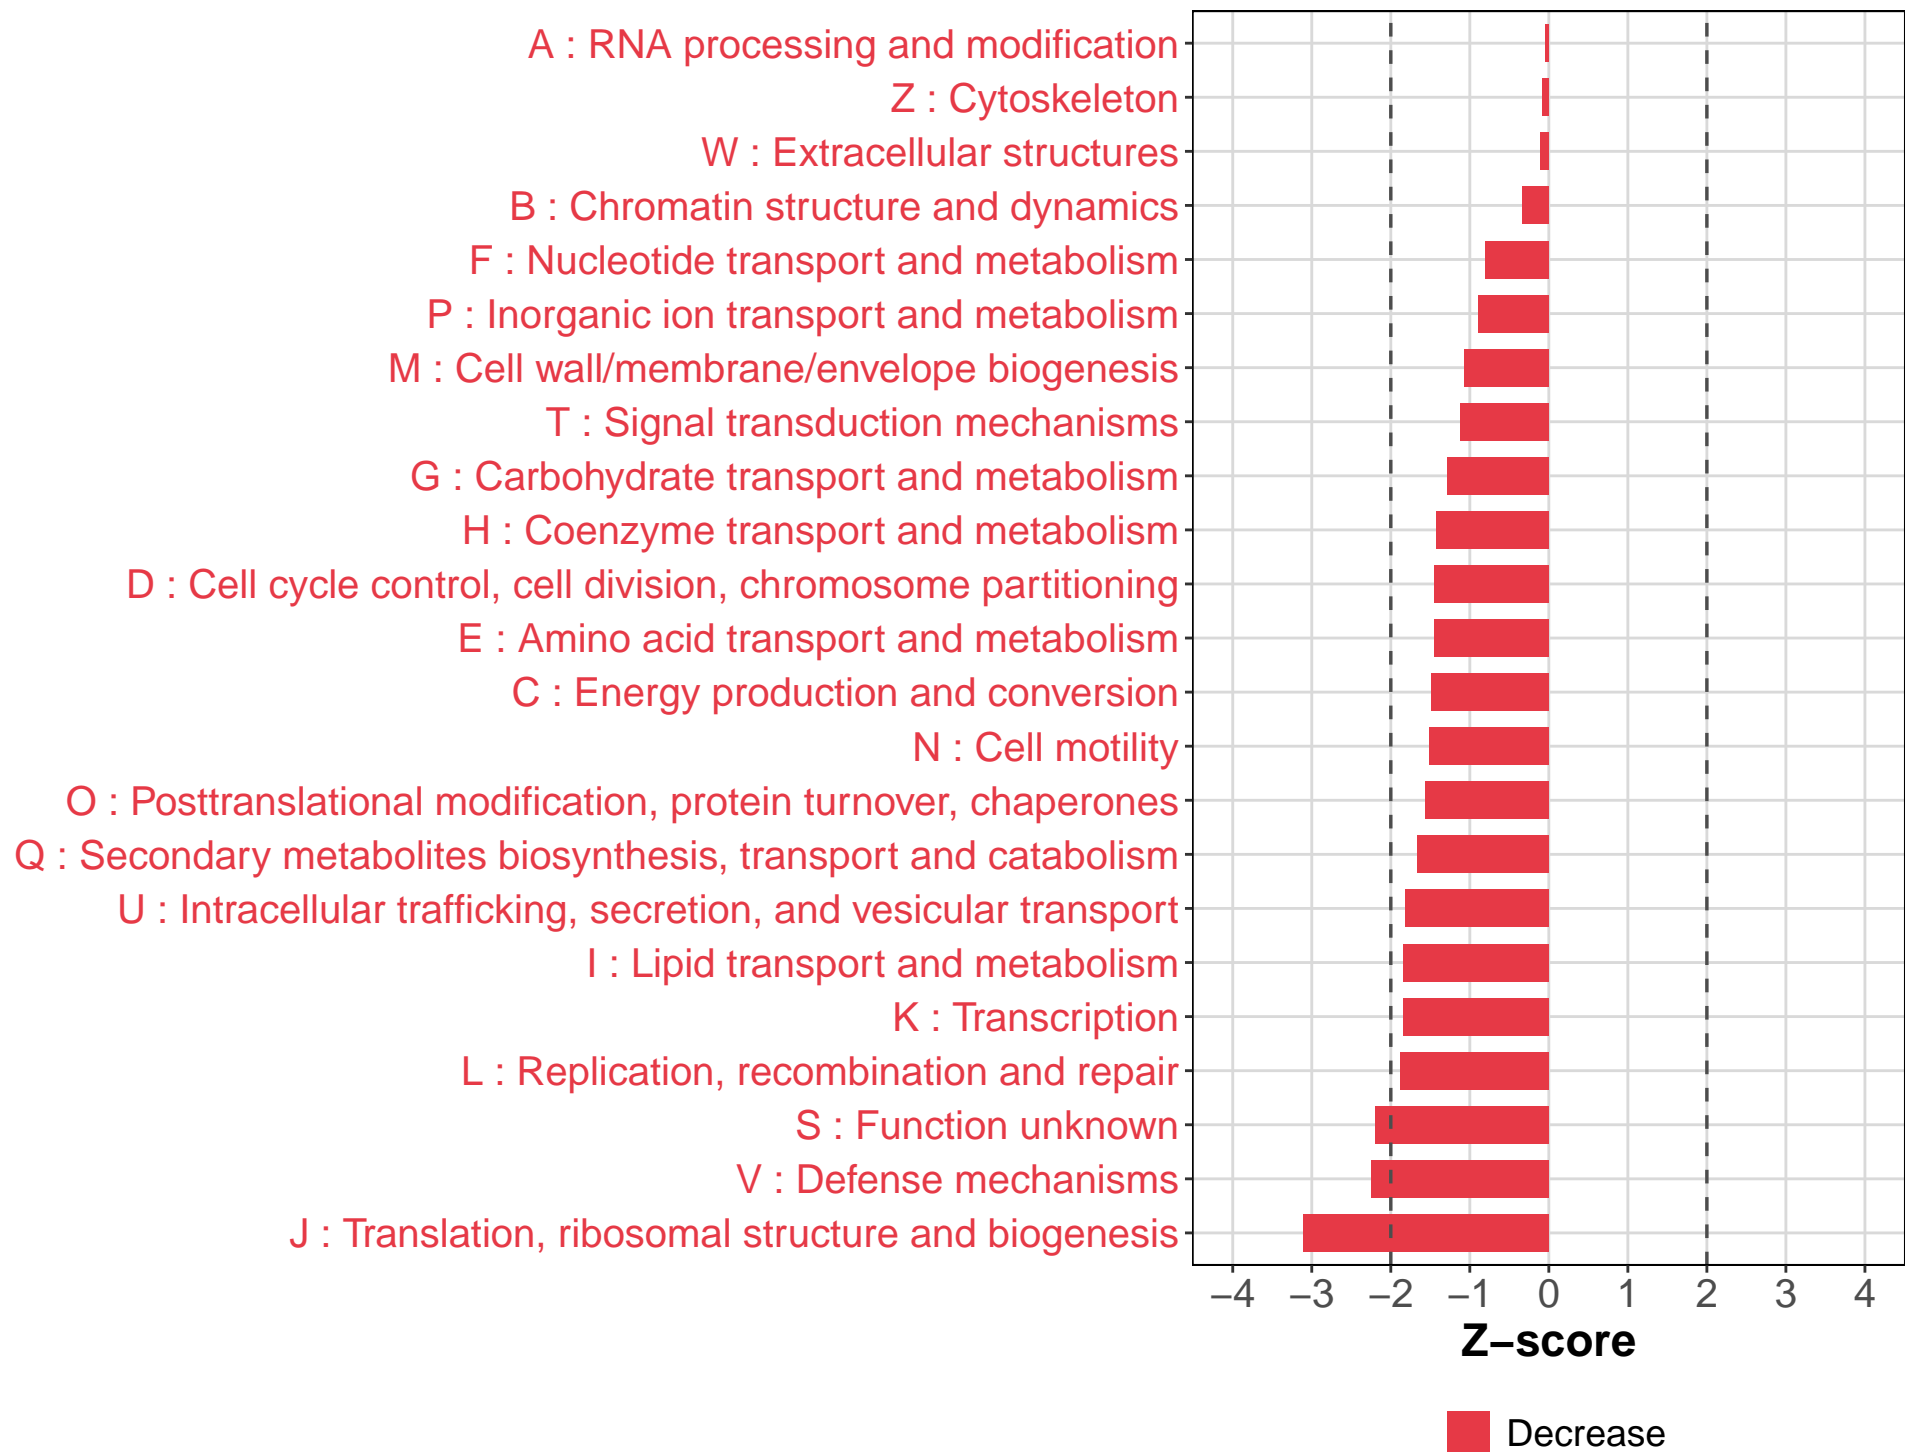 A : RNA processing and modification
Z : Cytoskeleton
W : Extracellular structures
B : Chromatin structure and dynamics
F : Nucleotide transport and metabolism
P : Inorganic ion transport and metabolism
M : Cell wall/membrane/envelope biogenesis
T : Signal transduction mechanisms
G : Carbohydrate transport and metabolism
H : Coenzyme transport and metabolism
D : Cell cycle control, cell division, chromosome partitioning
E : Amino acid transport and metabolism
C : Energy production and conversion
N : Cell motility
O : Posttranslational modification, protein turnover, chaperones
Q : Secondary metabolites biosynthesis, transport and catabolism
U : Intracellular trafficking, secretion, and vesicular transport
I : Lipid transport and metabolism
K : Transcription
L : Replication, recombination and repair
S : Function unknown
V : Defense mechanisms
J : Translation, ribosomal structure and biogenesis
−4 −3 −2 −1 0 1 2 3 4
Z−score
Decrease